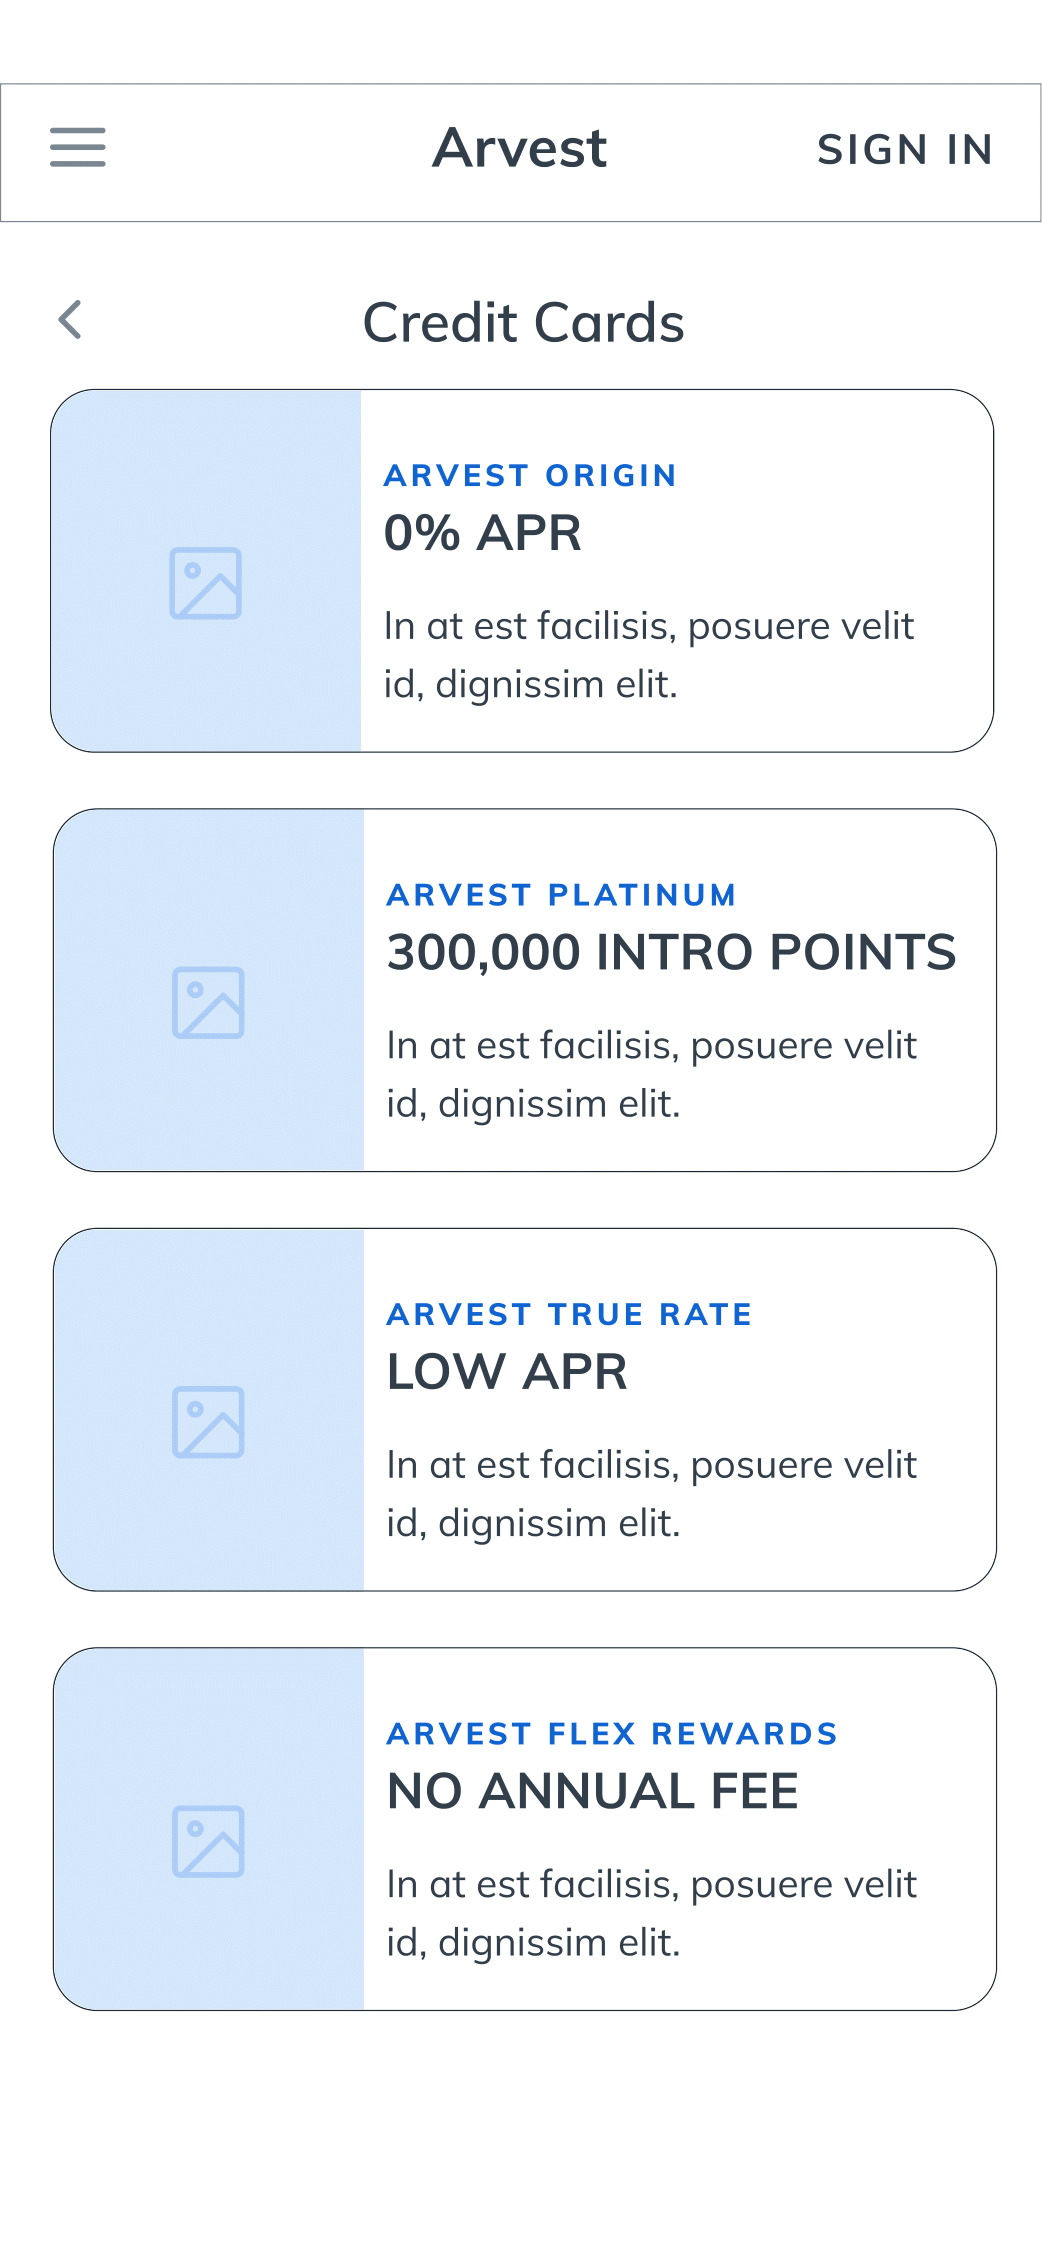 Arvest
SIGN IN
Credit Cards
ARVEST ORIGIN
0% APR
In at est facilisis, posuere velit
id, dignissim elit.
ARVEST PLATINUM
300,000 INTRO POINTS
In at est facilisis, posuere velit
id, dignissim elit.
ARVEST TRUE RATE
LOW APR
In at est facilisis, posuere velit
id, dignissim elit.
ARVEST FLEX REWARDS
NO ANNUAL FEE
In at est facilisis, posuere velit
id, dignissim elit.